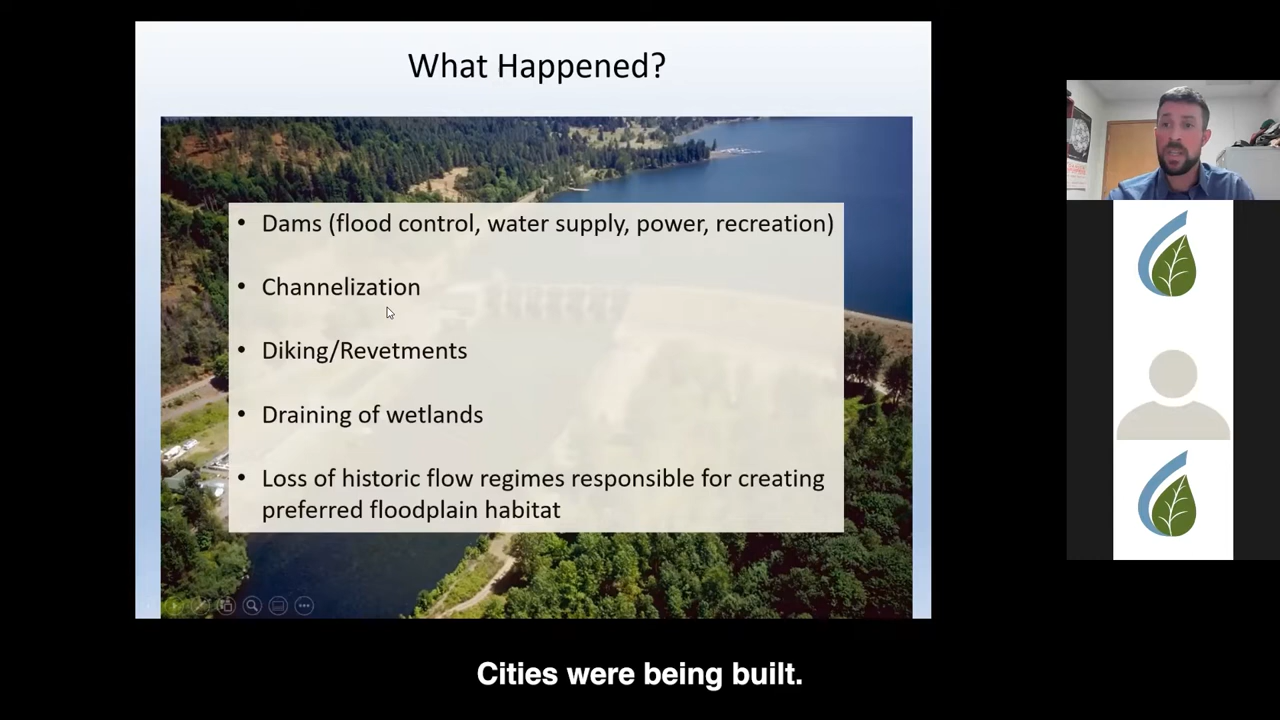 What Happened?
• Dams (flood control, water supply, power, recreation)
• Channelization
• Diking/Revetments
• Draining of wetlands
• Loss of historic flow regimes responsible for creating
preferred floodplain habitat
Cities were being built.